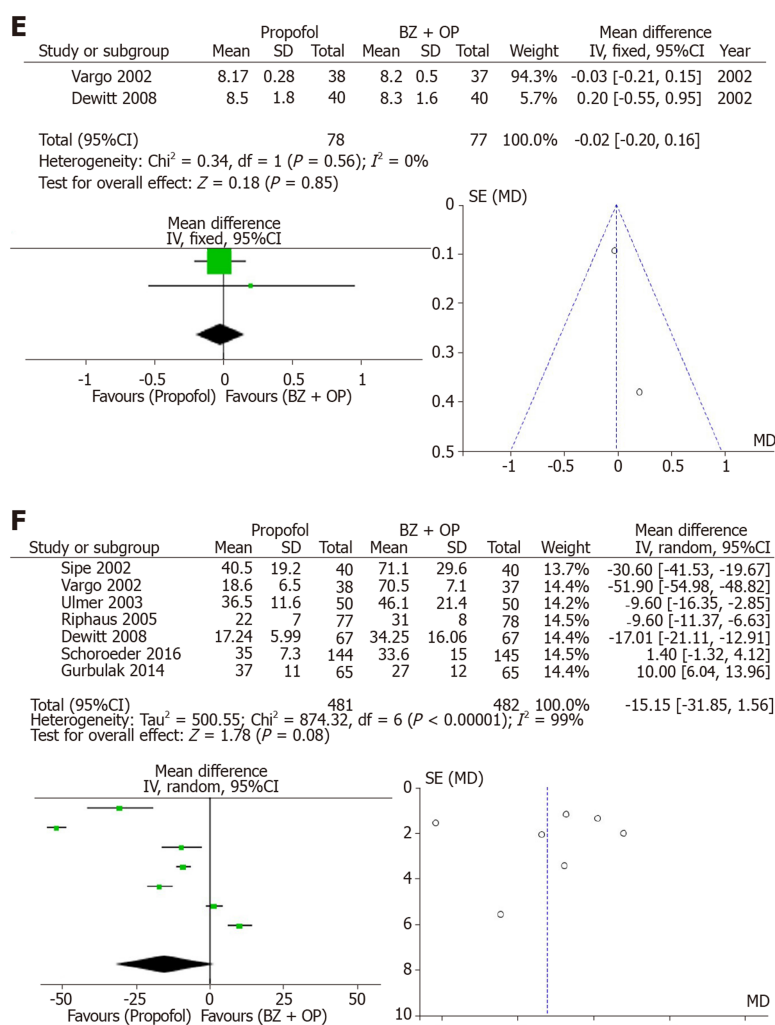 E
Propofol BZ + OP Mean difference
Study or subgroup Mean SD Total Mean SD Total Weight IV, fixed, 95%CI Year
Vargo 2002 8.17 0.28 38 8.2 0.5 37 94.3% -0.03 [-0.21, 0.15] 2002
Dewitt 2008 8.5 1.8 40 8.3 1.6 40 5.7% 0.20 [-0.55, 0.95] 2002
Total (95%CI) 78 77 100.0% -0.02 [-0.20, 0.16]
Heterogeneity: Chi² = 0.34, df = 1 (P = 0.56); I² = 0%
Test for overall effect: Z = 0.18 (P = 0.85)
Mean difference
IV, fixed, 95%CI
-1 -0.5 0 0.5 1
Favours (Propofol) Favours (BZ + OP)
SE (MD)
0
0.1
0.2
0.3
0.4
0.5
MD
-1 -0.5 0 0.5 1
F
Propofol BZ + OP Mean difference
Study or subgroup Mean SD Total Mean SD Total Weight IV, random, 95%CI
Sipe 2002 40.5 19.2 40 71.1 29.6 40 13.7% -30.60 [-41.53, -19.67]
Vargo 2002 18.6 6.5 38 70.5 7.1 37 14.4% -51.90 [-54.98, -48.82]
Ulmer 2003 36.5 11.6 50 46.1 21.4 50 14.2% -9.60 [-16.35, -2.85]
Riphaus 2005 22 7 77 31 8 78 14.5% -9.60 [-11.37, -6.63]
Dewitt 2008 17.24 5.99 67 34.25 16.06 67 14.4% -17.01 [-21.11, -12.91]
Schoroeder 2016 35 7.3 144 33.6 15 145 14.5% 1.40 [-1.32, 4.12]
Gurbulak 2014 37 11 65 27 12 65 14.4% 10.00 [6.04, 13.96]
Total (95%CI) 481 482 100.0% -15.15 [-31.85, 1.56]
Heterogeneity: Tau² = 500.55; Chi² = 874.32, df = 6 (P < 0.00001); I² = 99%
Test for overall effect: Z = 1.78 (P = 0.08)
Mean difference
IV, random, 95%CI
-50 -25 0 25 50
Favours (Propofol) Favours (BZ + OP)
SE (MD)
0
2
4
6
8
10
MD